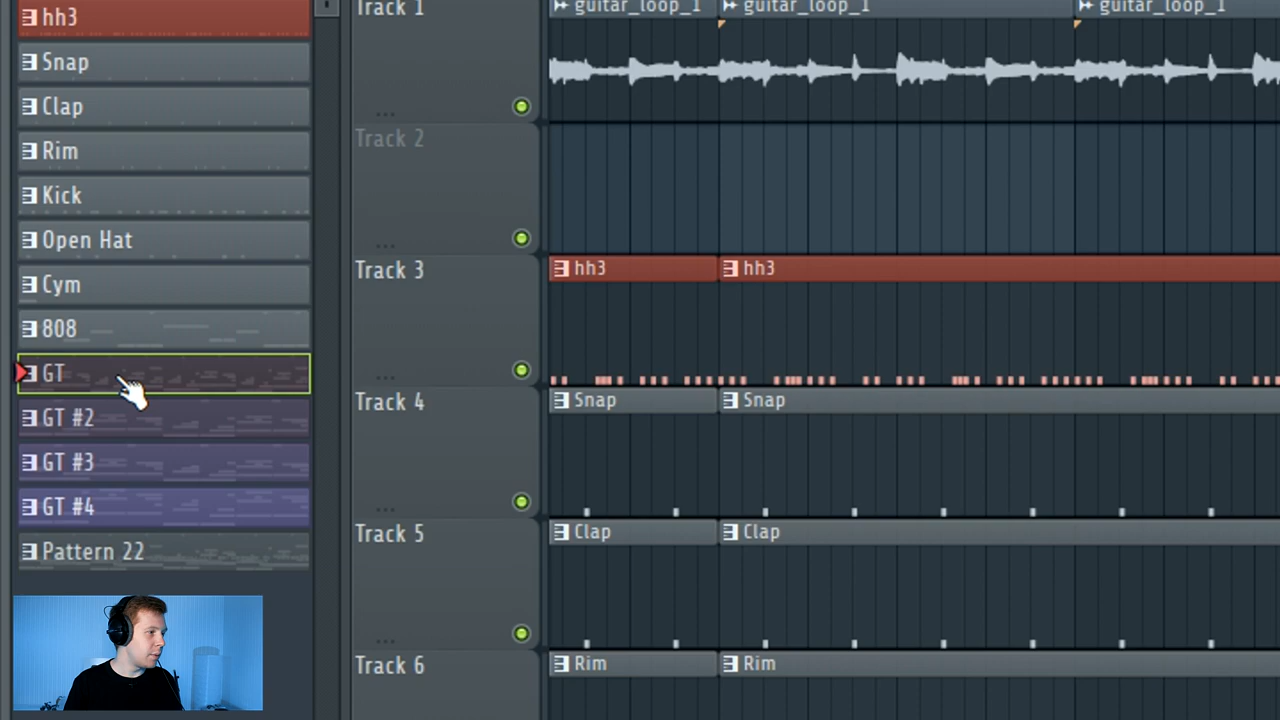 hh3
Snap
Clap
Rim
Kick
Open Hat
Cym
808
GT
GT #2
GT #3
GT #4
Pattern 22
Track 1
guitar_loop_1
guitar_loop_1
guitar_loop_1
Track 2
Track 3
hh3
hh3
Track 4
Snap
Snap
Track 5
Clap
Clap
Track 6
Rim
Rim